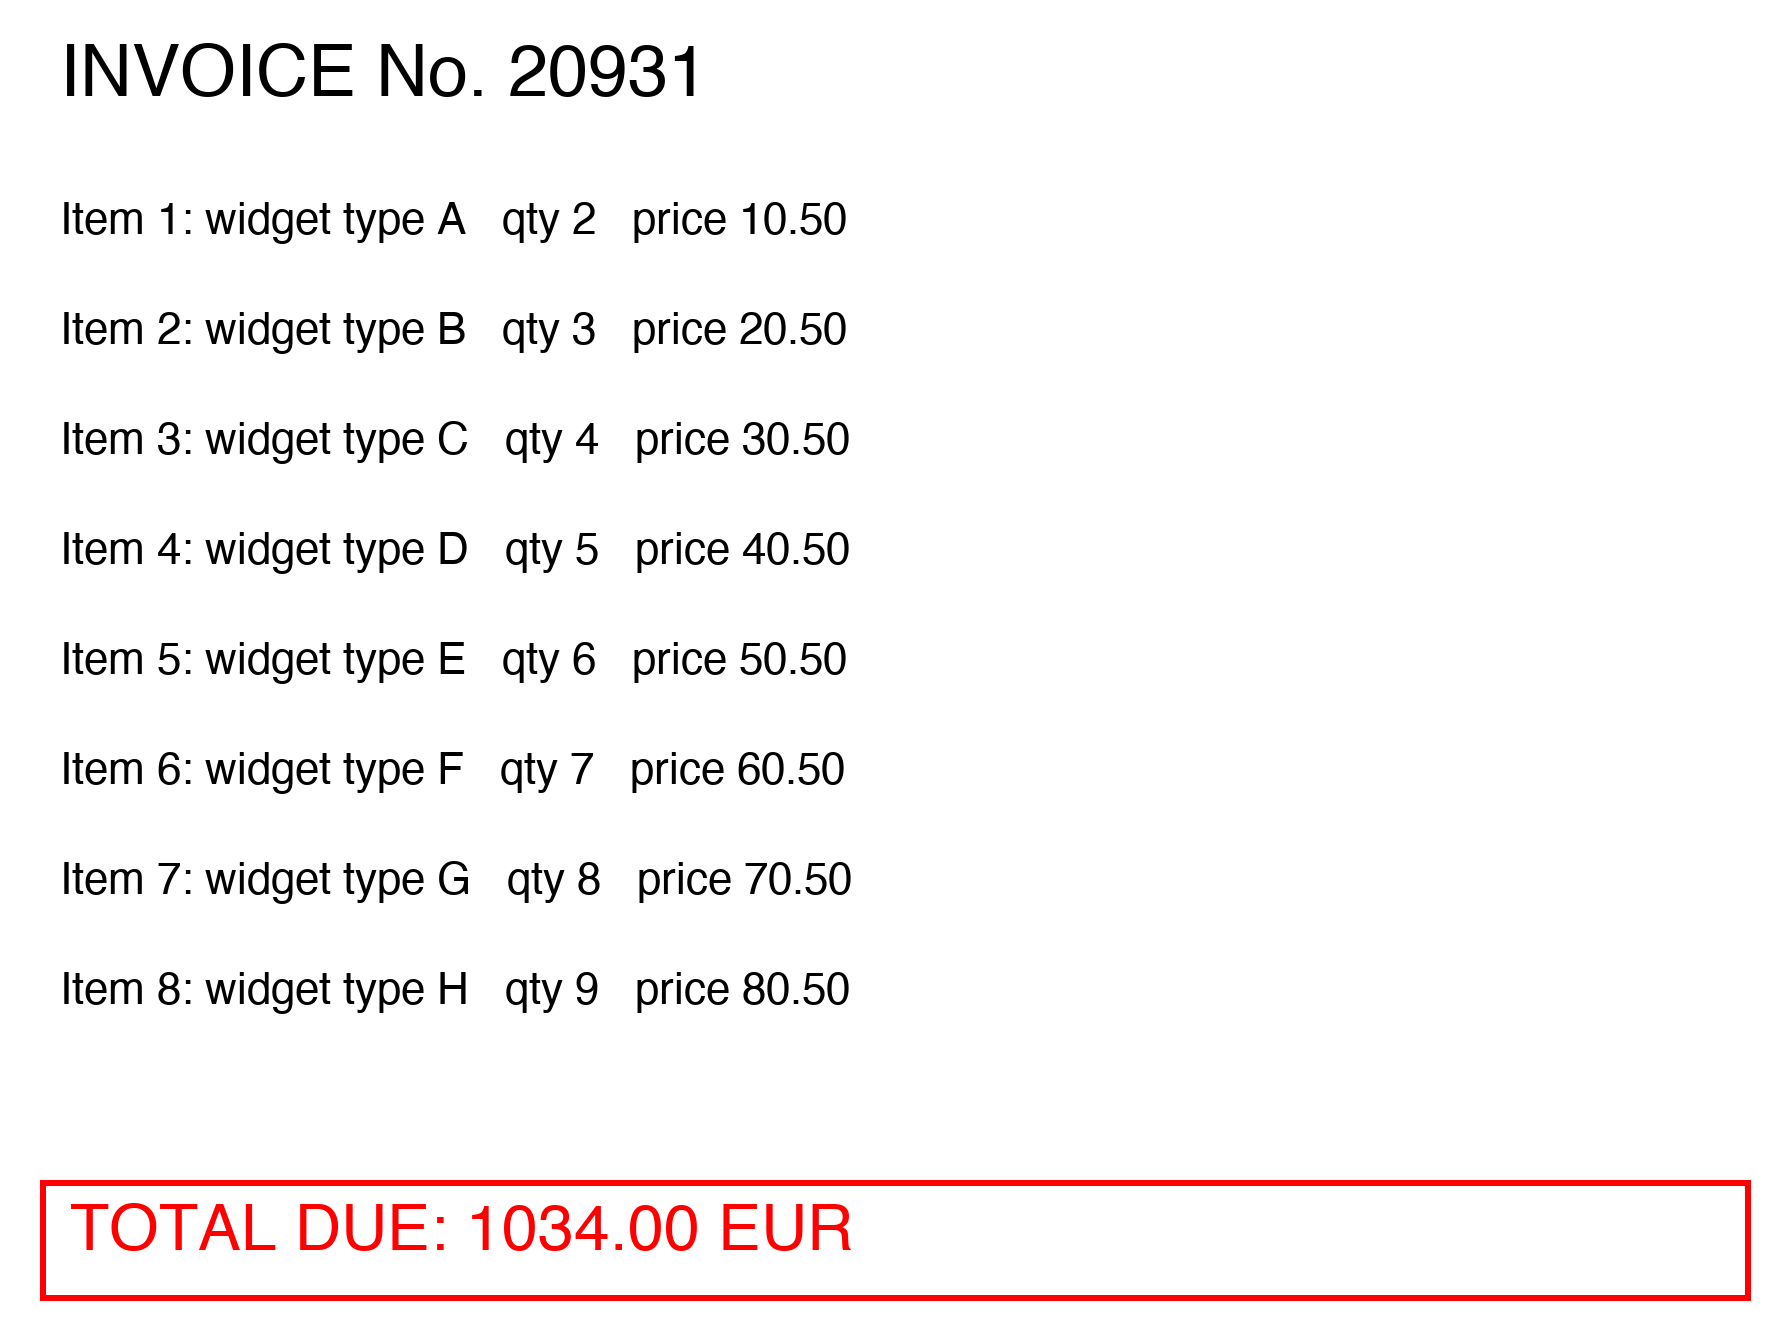 INVOICE No. 20931
Item 1: widget type A   qty 2   price 10.50
Item 2: widget type B   qty 3   price 20.50
Item 3: widget type C   qty 4   price 30.50
Item 4: widget type D   qty 5   price 40.50
Item 5: widget type E   qty 6   price 50.50
Item 6: widget type F   qty 7   price 60.50
Item 7: widget type G   qty 8   price 70.50
Item 8: widget type H   qty 9   price 80.50
TOTAL DUE: 1034.00 EUR